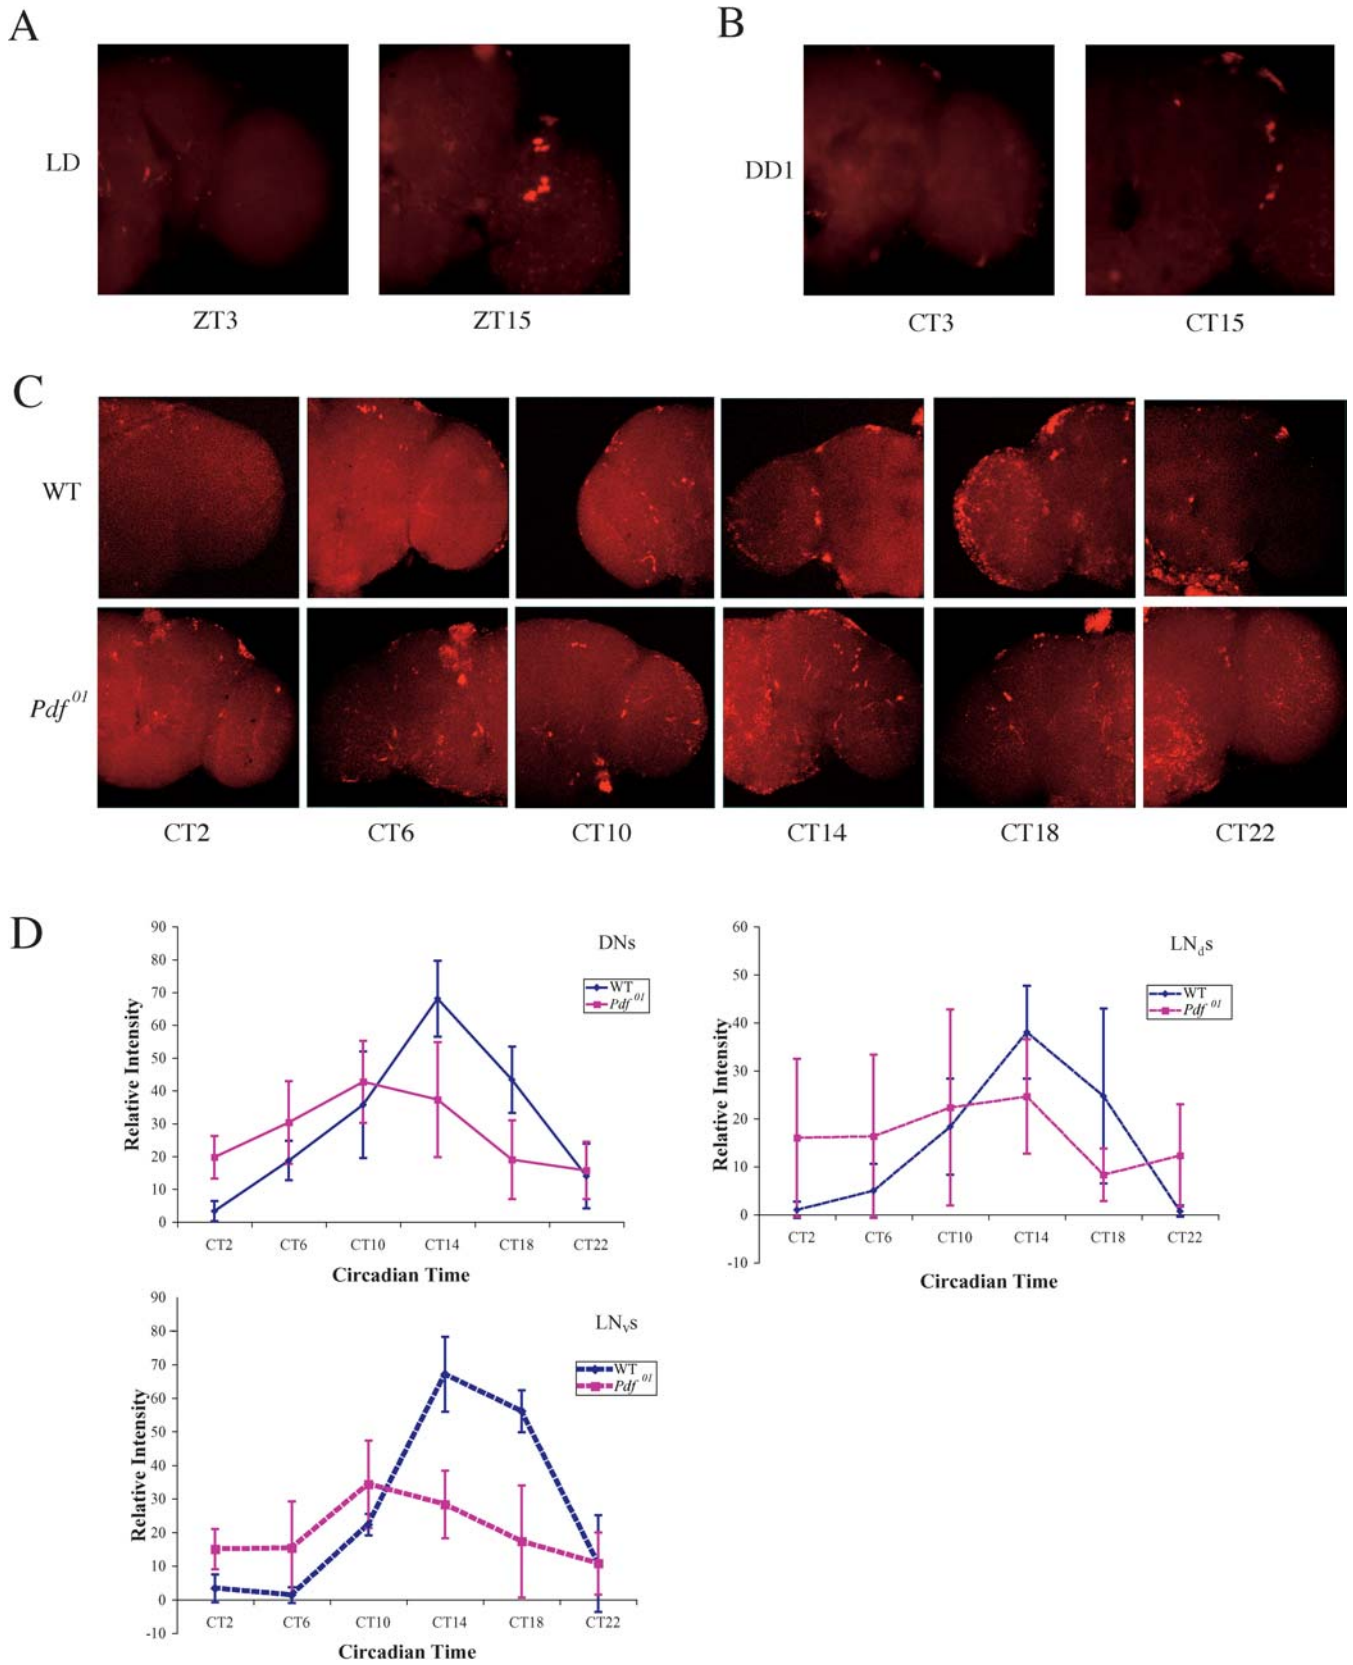 A
B
LD
DD1
ZT3
ZT15
CT3
CT15
C
WT
Pdf⁰¹
CT2
CT6
CT10
CT14
CT18
CT22
D
90
80
70
60
50
40
30
20
10
0
Relative Intensity
DNs
WT
Pdf⁰¹
CT2
CT6
CT10
CT14
CT18
CT22
Circadian Time
60
50
40
30
20
10
0
-10
Relative Intensity
LNds
WT
Pdf⁰¹
CT2
CT6
CT10
CT14
CT18
CT22
Circadian Time
90
80
70
60
50
40
30
20
10
0
-10
Relative Intensity
LNvs
WT
Pdf⁰¹
CT2
CT6
CT10
CT14
CT18
CT22
Circadian Time